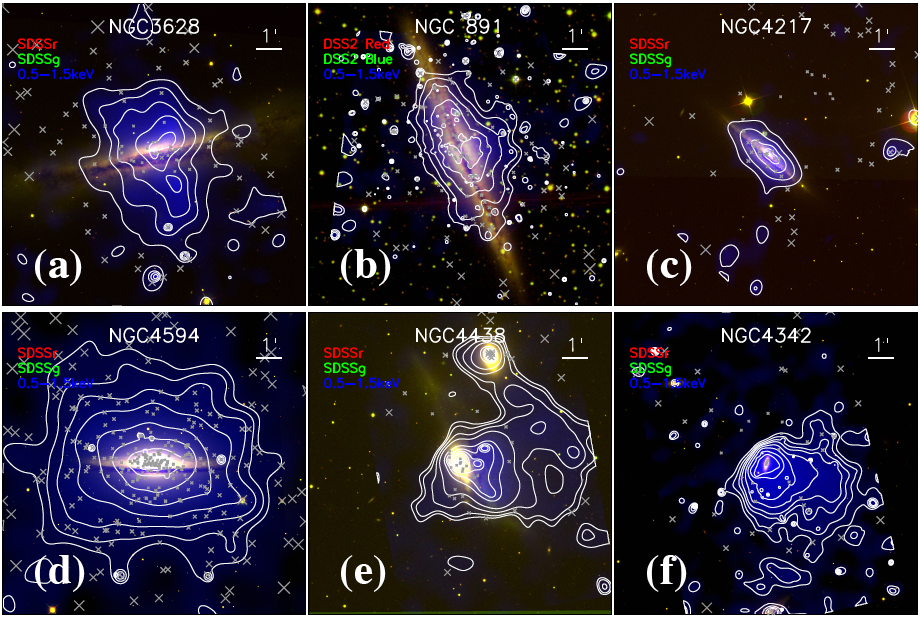 NGC3628
SDSSr
SDSSg
0.5-1.5keV
1'
(a)
NGC 891
DSS2 Red
DSS2 Blue
0.5-1.5keV
1'
(b)
NGC4217
SDSSr
SDSSg
0.5-1.5keV
1'
(c)
NGC4594
SDSSr
SDSSg
0.5-1.5keV
1'
(d)
NGC4438
SDSSr
SDSSg
0.5-1.5keV
1'
(e)
NGC4342
SDSSr
SDSSg
0.5-1.5keV
1'
(f)